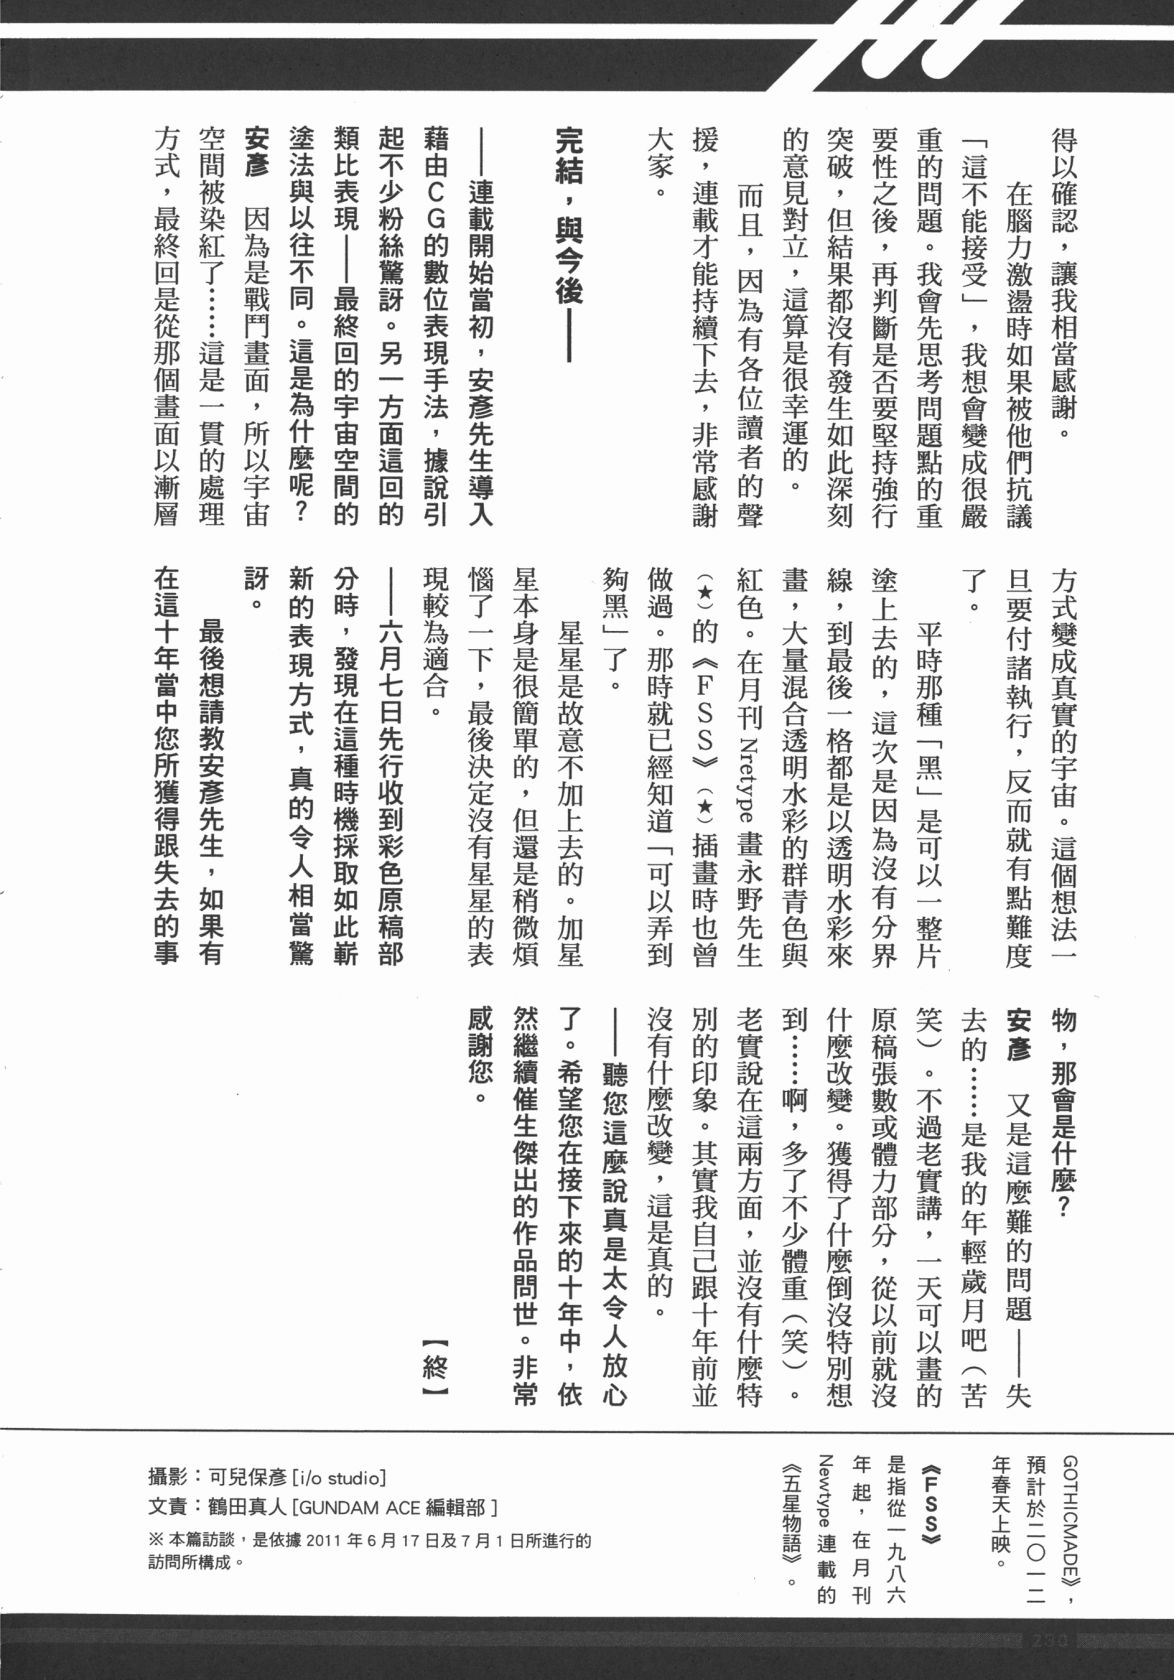 得以確認，讓我相當感謝。
在腦力激盪時如果被他們抗議
「這不能接受」，我想會變成很嚴
重的問題。我會先思考問題點的重
要性之後，再判斷是否要堅持強行
突破，但結果都沒有發生如此深刻
的意見對立，這算是很幸運的。
而且，因為有各位讀者的聲
援，連載才能持續下去，非常感謝
大家。
完結，與今後——
——連載開始當初，安彥先生導入
藉由ＣＧ的數位表現手法，據說引
起不少粉絲驚訝。另一方面這回的
類比表現——最終回的宇宙空間的
塗法與以往不同。這是為什麼呢？
安彥　因為是戰鬥畫面，所以宇宙
空間被染紅了……這是一貫的處理
方式，最終回是從那個畫面以漸層
方式變成真實的宇宙。這個想法一
旦要付諸執行，反而就有點難度
了。
平時那種「黑」是可以一整片
塗上去的，這次是因為沒有分界
線，到最後一格都是以透明水彩來
畫，大量混合透明水彩的群青色與
紅色。在月刊 Nretype 畫永野先生
（★）的《ＦＳＳ》（★）插畫時也曾
做過。那時就已經知道「可以弄到
夠黑」了。
星星是故意不加上去的。加星
星本身是很簡單的，但還是稍微煩
惱了一下，最後決定沒有星星的表
現較為適合。
——六月七日先行收到彩色原稿部
分時，發現在這種時機採取如此嶄
新的表現方式，真的令人相當驚
訝。
最後想請教安彥先生，如果有
在這十年當中您所獲得跟失去的事
物，那會是什麼？
安彥　又是這麼難的問題——失
去的……是我的年輕歲月吧（苦
笑）。不過老實講，一天可以畫的
原稿張數或體力部分，從以前就沒
什麼改變。獲得了什麼倒沒特別想
到……啊，多了不少體重（笑）。
老實說在這兩方面，並沒有什麼特
別的印象。其實我自己跟十年前並
沒有什麼改變，這是真的。
——聽您這麼說真是太令人放心
了。希望您在接下來的十年中，依
然繼續催生傑出的作品問世。非常
感謝您。
【終】
GOTHICMADE》，
預計於二〇一二
年春天上映。
《ＦＳＳ》
是指從一九八六
年起，在月刊
Newtype 連載的
《五星物語》。
攝影：可兒保彥[i/o studio]
文責：鶴田真人[GUNDAM ACE 編輯部]
※ 本篇訪談，是依據 2011 年 6 月 17 日及 7 月 1 日所進行的
訪問所構成。
230